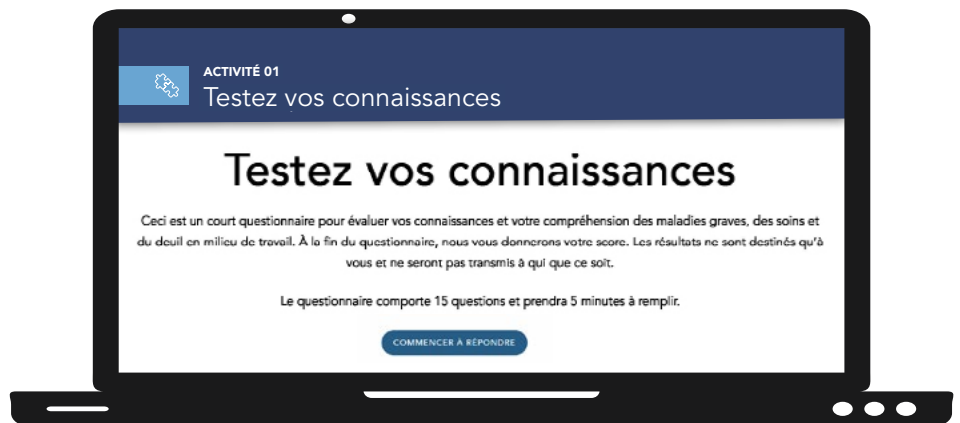 ACTIVITÉ 01
Testez vos connaissances
Testez vos connaissances
Ceci est un court questionnaire pour évaluer vos connaissances et votre compréhension des maladies graves, des soins et
du deuil en milieu de travail. À la fin du questionnaire, nous vous donnerons votre score. Les résultats ne sont destinés qu'à
vous et ne seront pas transmis à qui que ce soit.
Le questionnaire comporte 15 questions et prendra 5 minutes à remplir.
COMMENCER À RÉPONDRE